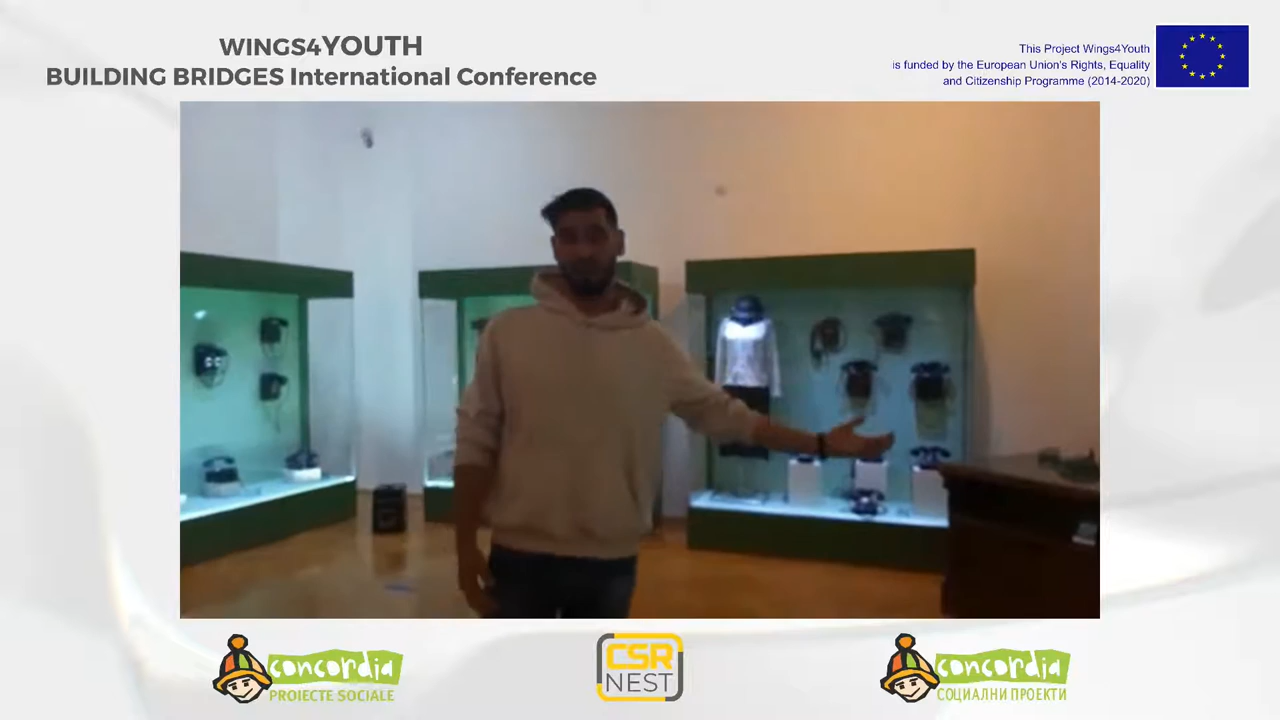 WINGS4YOUTH
BUILDING BRIDGES International Conference
This Project Wings4Youth
is funded by the European Union's Rights, Equality
and Citizenship Programme (2014-2020)
concordia
PROIECTE SOCIALE
CSR
NEST
concordia
СОЦИАЛНИ ПРОЕКТИ